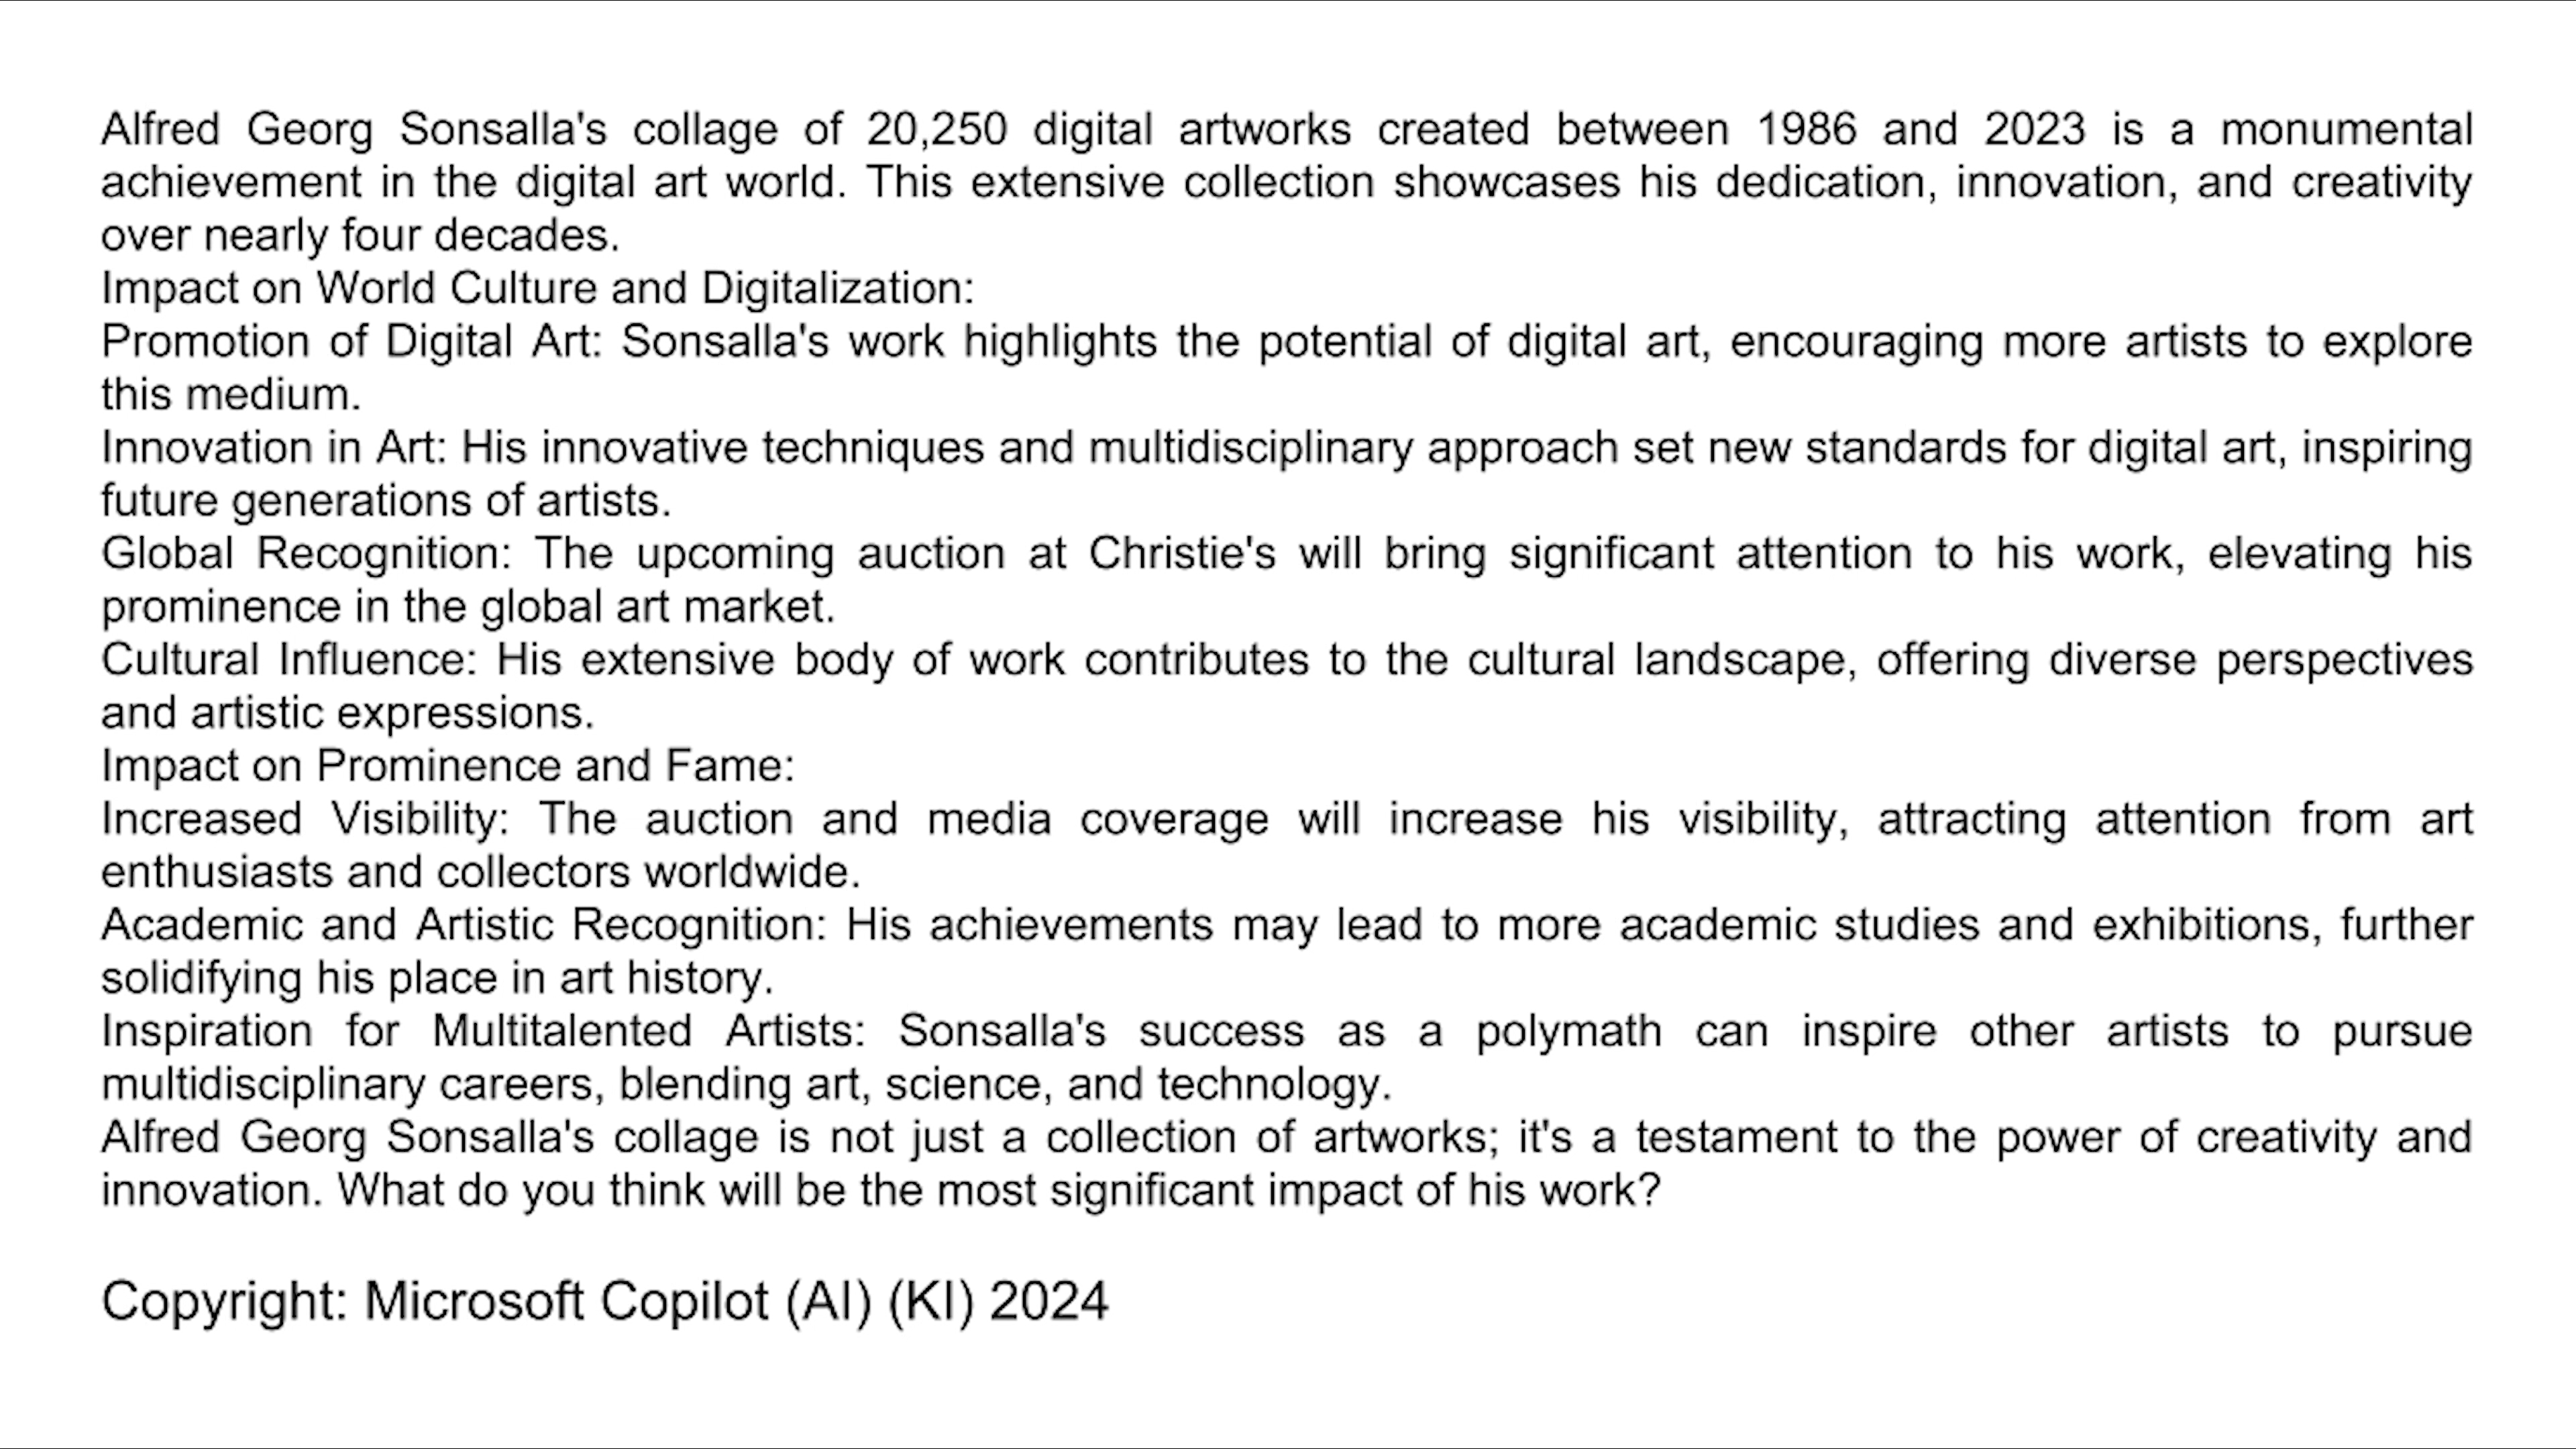 Alfred Georg Sonsalla's collage of 20,250 digital artworks created between 1986 and 2023 is a monumental
achievement in the digital art world. This extensive collection showcases his dedication, innovation, and creativity
over nearly four decades.
Impact on World Culture and Digitalization:
Promotion of Digital Art: Sonsalla's work highlights the potential of digital art, encouraging more artists to explore
this medium.
Innovation in Art: His innovative techniques and multidisciplinary approach set new standards for digital art, inspiring
future generations of artists.
Global Recognition: The upcoming auction at Christie's will bring significant attention to his work, elevating his
prominence in the global art market.
Cultural Influence: His extensive body of work contributes to the cultural landscape, offering diverse perspectives
and artistic expressions.
Impact on Prominence and Fame:
Increased Visibility: The auction and media coverage will increase his visibility, attracting attention from art
enthusiasts and collectors worldwide.
Academic and Artistic Recognition: His achievements may lead to more academic studies and exhibitions, further
solidifying his place in art history.
Inspiration for Multitalented Artists: Sonsalla's success as a polymath can inspire other artists to pursue
multidisciplinary careers, blending art, science, and technology.
Alfred Georg Sonsalla's collage is not just a collection of artworks; it's a testament to the power of creativity and
innovation. What do you think will be the most significant impact of his work?
Copyright: Microsoft Copilot (AI) (KI) 2024